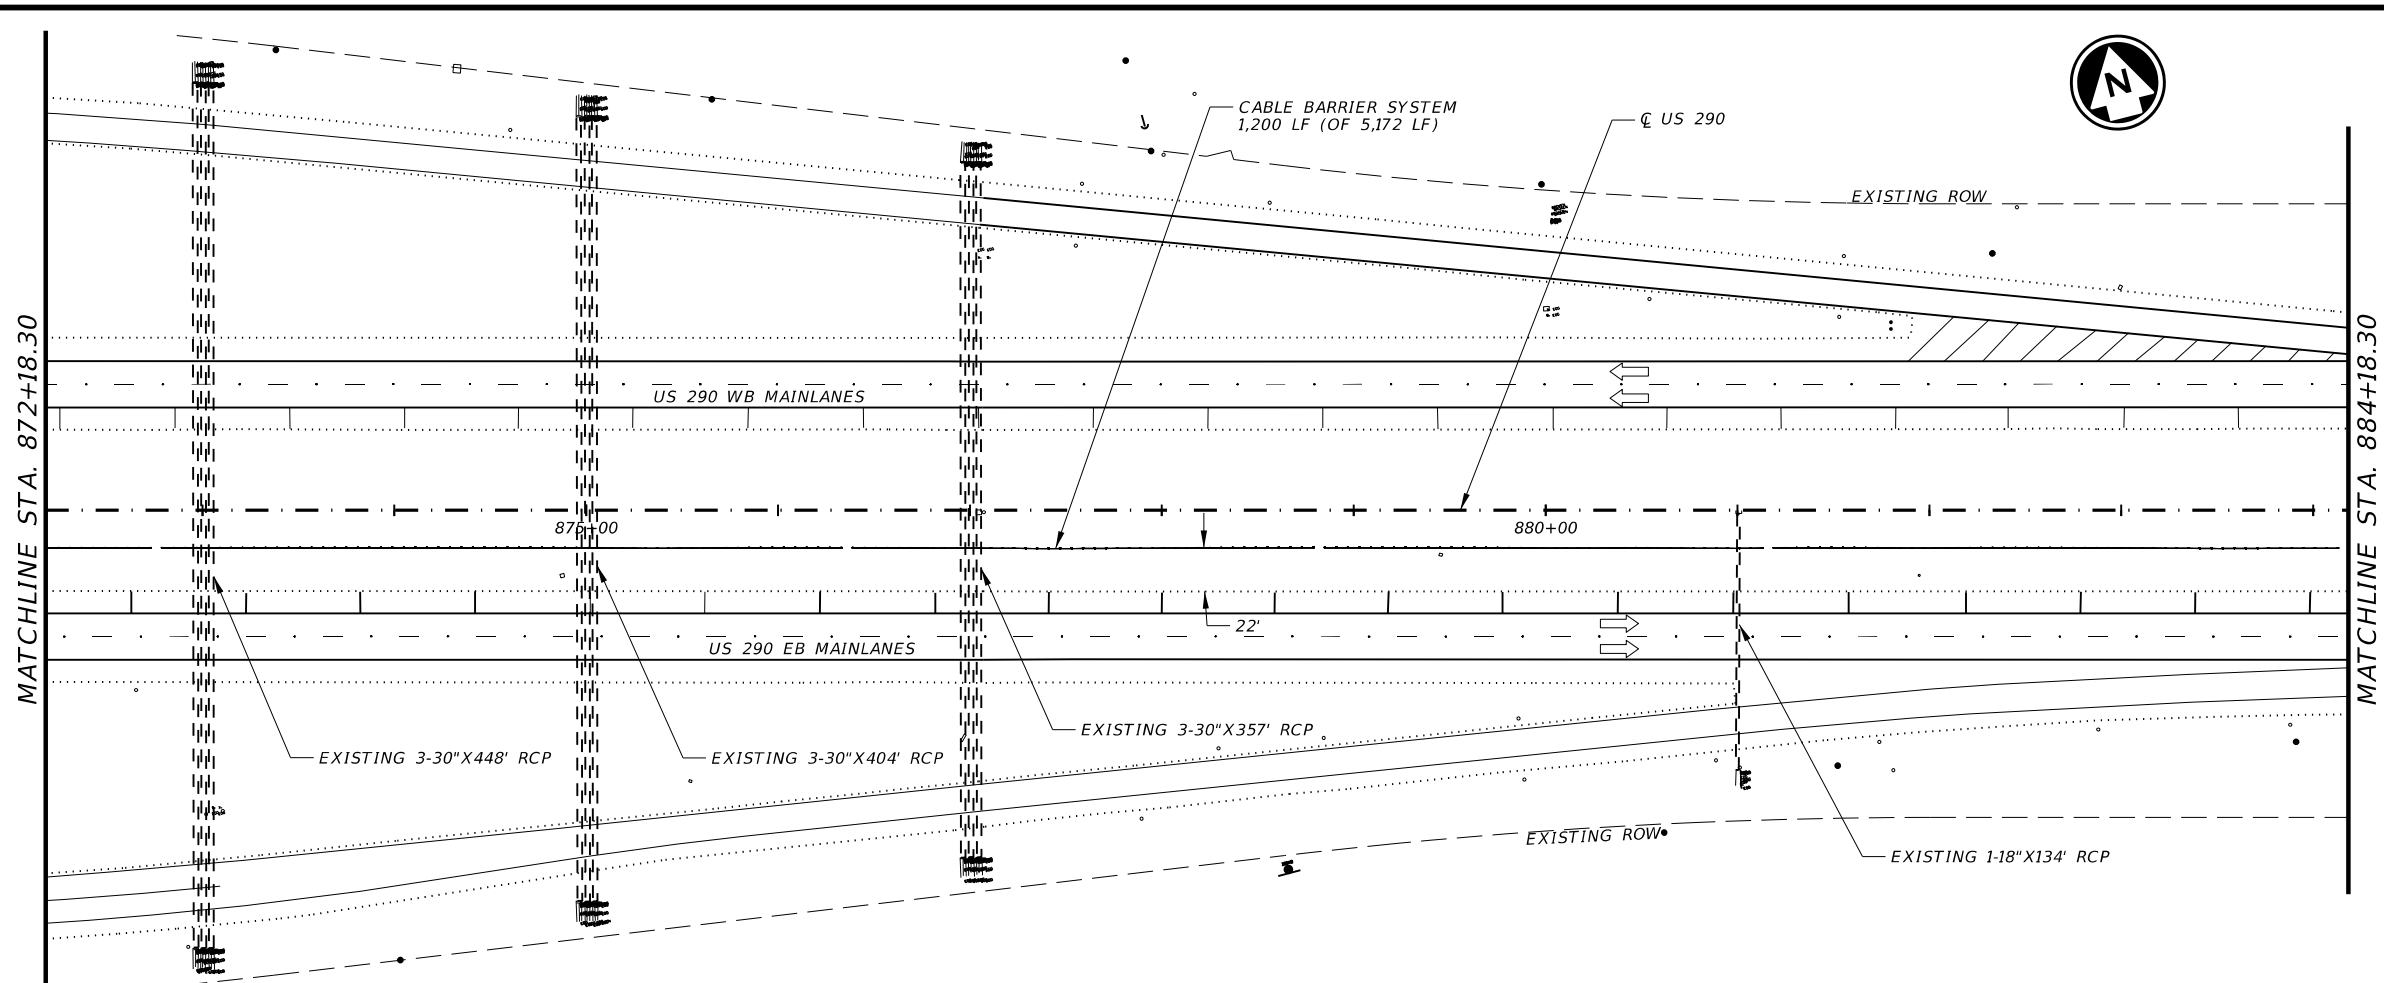 N
CABLE BARRIER SYSTEM
1,200 LF (OF 5,172 LF)
℄ US 290
EXISTING ROW
MATCHLINE STA. 872+18.30
MATCHLINE STA. 884+18.30
US 290 WB MAINLANES
875+00
880+00
22'
US 290 EB MAINLANES
EXISTING 3-30"X448' RCP
EXISTING 3-30"X404' RCP
EXISTING 3-30"X357' RCP
EXISTING ROW
EXISTING 1-18"X134' RCP